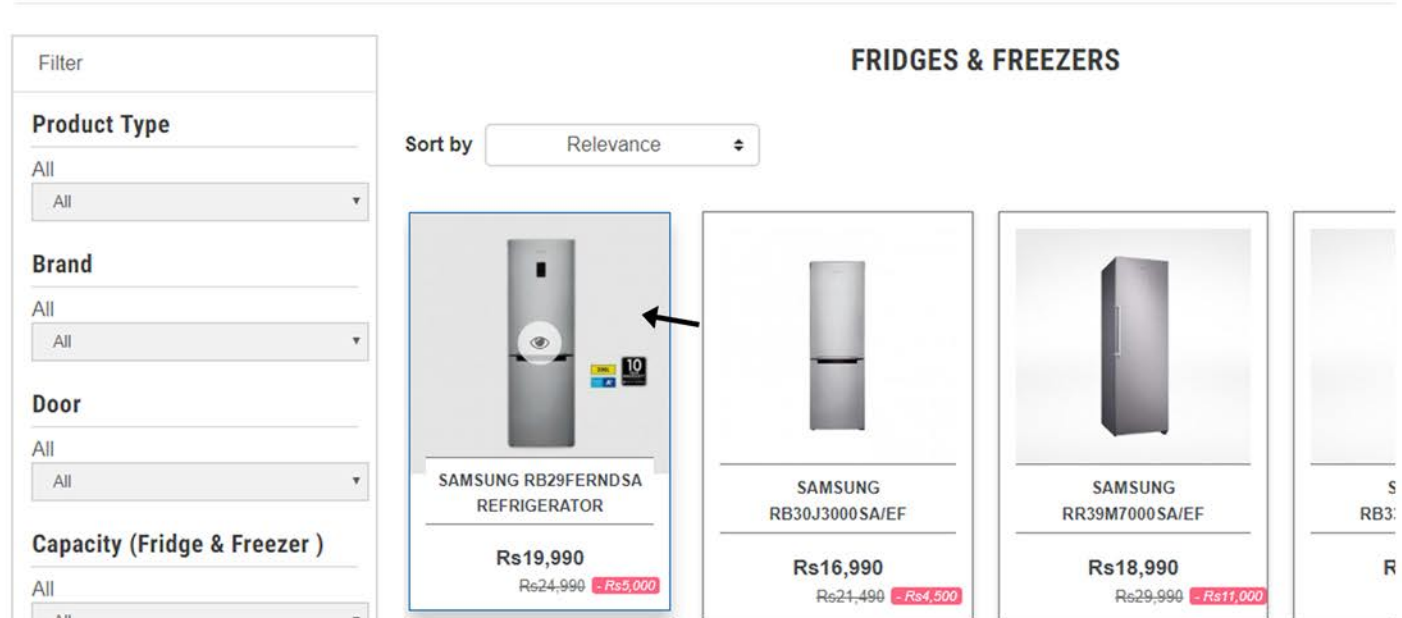 Filter
Product Type
All
All
Brand
All
All
Door
All
All
Capacity (Fridge & Freezer )
All
FRIDGES & FREEZERS
Sort by Relevance
10
SAMSUNG RB29FERNDSA
REFRIGERATOR
Rs19,990
Rs24,990 - Rs5,000
SAMSUNG
RB30J3000SA/EF
Rs16,990
Rs21,490 - Rs4,500
SAMSUNG
RR39M7000SA/EF
Rs18,990
Rs29,990 - Rs11,000